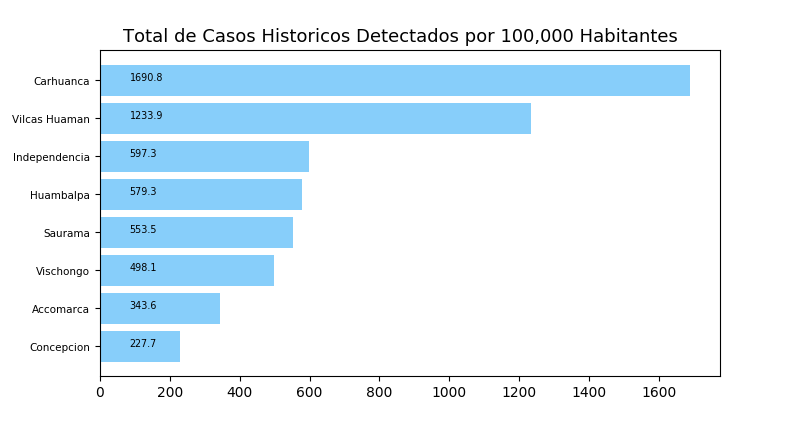 Total de Casos Historicos Detectados por 100,000 Habitantes
Carhuanca 1690.8
Vilcas Huaman 1233.9
Independencia 597.3
Huambalpa 579.3
Saurama 553.5
Vischongo 498.1
Accomarca 343.6
Concepcion 227.7
0 200 400 600 800 1000 1200 1400 1600